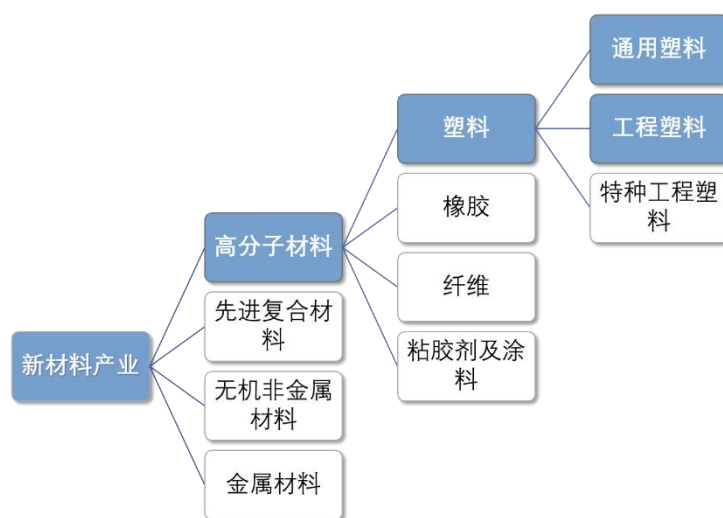 通用塑料
塑料
工程塑料
橡胶
特种工程塑
料
高分子材料
纤维
先进复合材
料
粘胶剂及涂
料
新材料产业
无机非金属
材料
金属材料